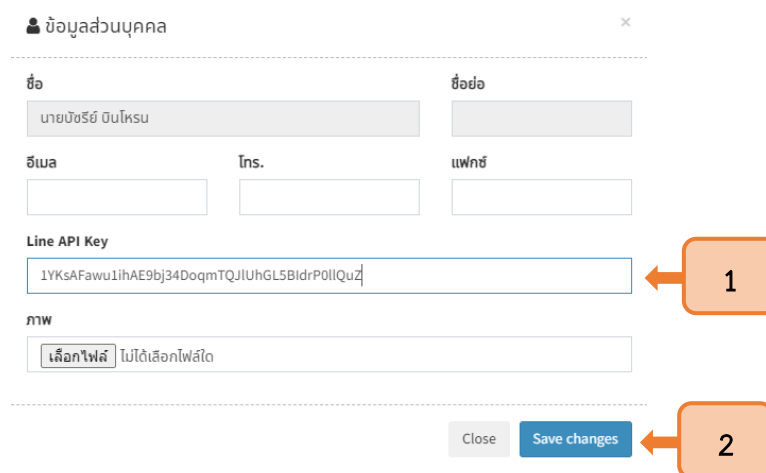 ข้อมูลส่วนบุคคล ×
ชื่อ ชื่อย่อ
นายบัซรีย์ บินโหรน
อีเมล โทร. แฟกซ์
Line API Key
1YKsAFawu1ihAE9bj34DoqmTQJlUhGL5BIdrP0llQuZ
1
ภาพ
เลือกไฟล์ ไม่ได้เลือกไฟล์ใด
Close Save changes
2